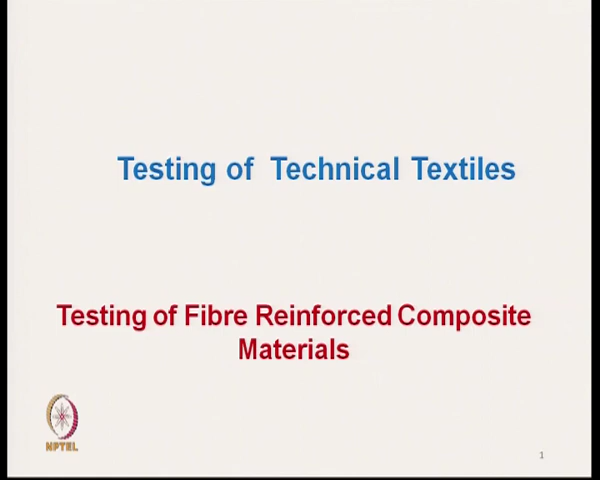 Testing of Technical Textiles
Testing of Fibre Reinforced Composite
Materials
NPTEL
1